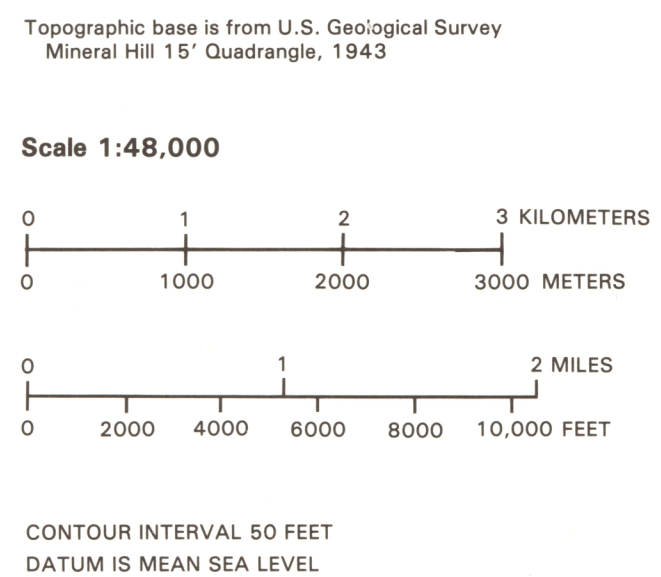 Topographic base is from U.S. Geological Survey
Mineral Hill 15′ Quadrangle, 1943
Scale 1:48,000
0 1 2 3 KILOMETERS
0 1000 2000 3000 METERS
0 1 2 MILES
0 2000 4000 6000 8000 10,000 FEET
CONTOUR INTERVAL 50 FEET
DATUM IS MEAN SEA LEVEL